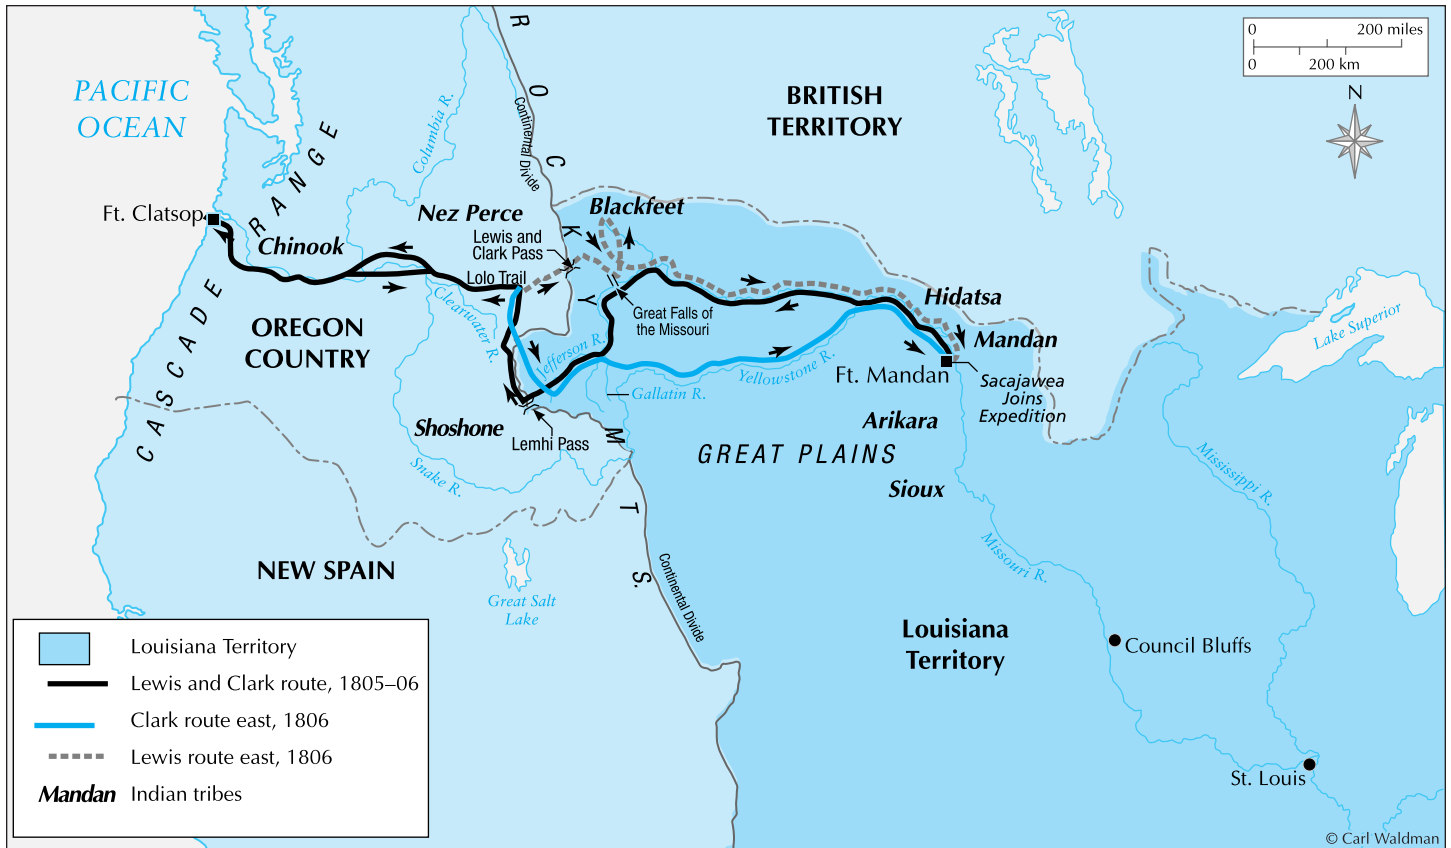 PACIFIC
OCEAN
ROCKY MTS.
Continental Divide
BRITISH
TERRITORY
0 200 miles
0 200 km
N
Columbia R.
CASCADE RANGE
Ft. Clatsop
Chinook
Nez Perce
Lewis and
Clark Pass
Lolo Trail
Blackfeet
Great Falls of
the Missouri
Hidatsa
Mandan
Ft. Mandan
Sacajawea
Joins
Expedition
Lake Superior
Clearwater R.
OREGON
COUNTRY
Jefferson R.
Gallatin R.
Yellowstone R.
Shoshone
Lemhi Pass
Snake R.
Arikara
GREAT PLAINS
Sioux
Mississippi R.
Missouri R.
NEW SPAIN
Great Salt
Lake
Continental Divide
Louisiana
Territory
Council Bluffs
St. Louis
Louisiana Territory
Lewis and Clark route, 1805–06
Clark route east, 1806
Lewis route east, 1806
Mandan Indian tribes
© Carl Waldman